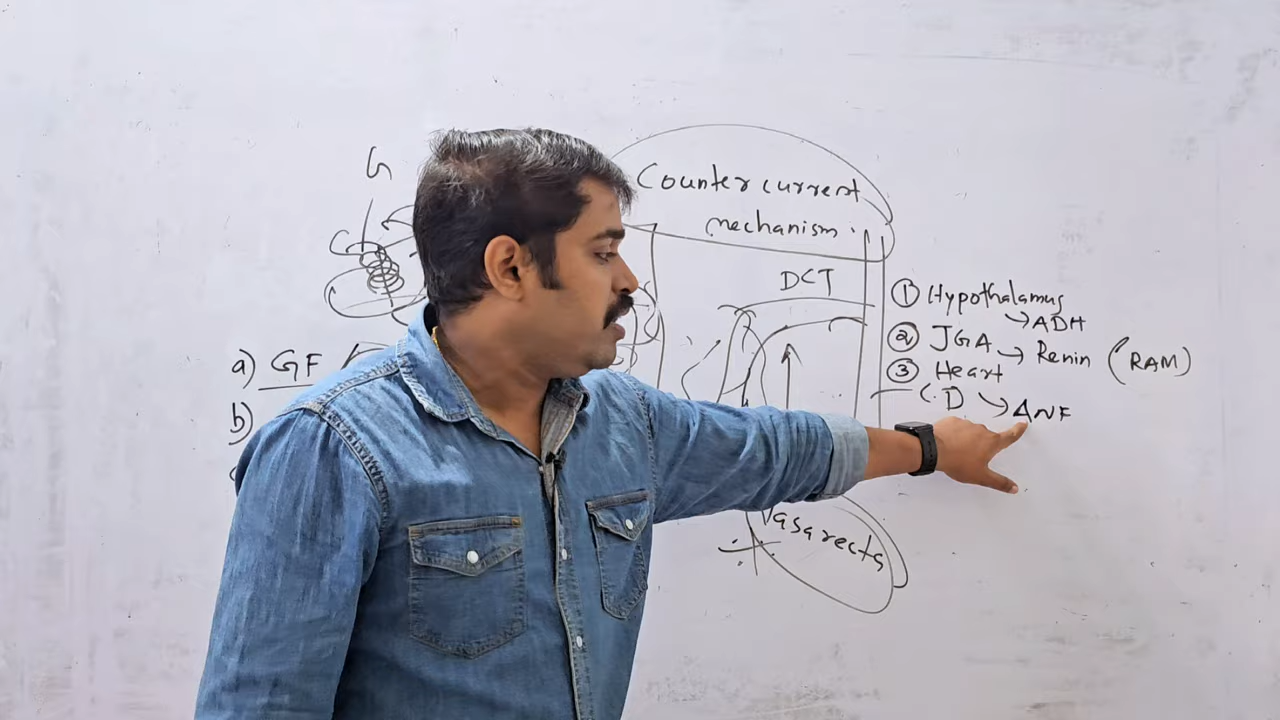 G
Counter current
mechanism.
DCT
① Hypothalamus
→ ADH
② JGA → Renin (RAM)
③ Heart
C.D → ANF
a) GF
b)
Vasa recta